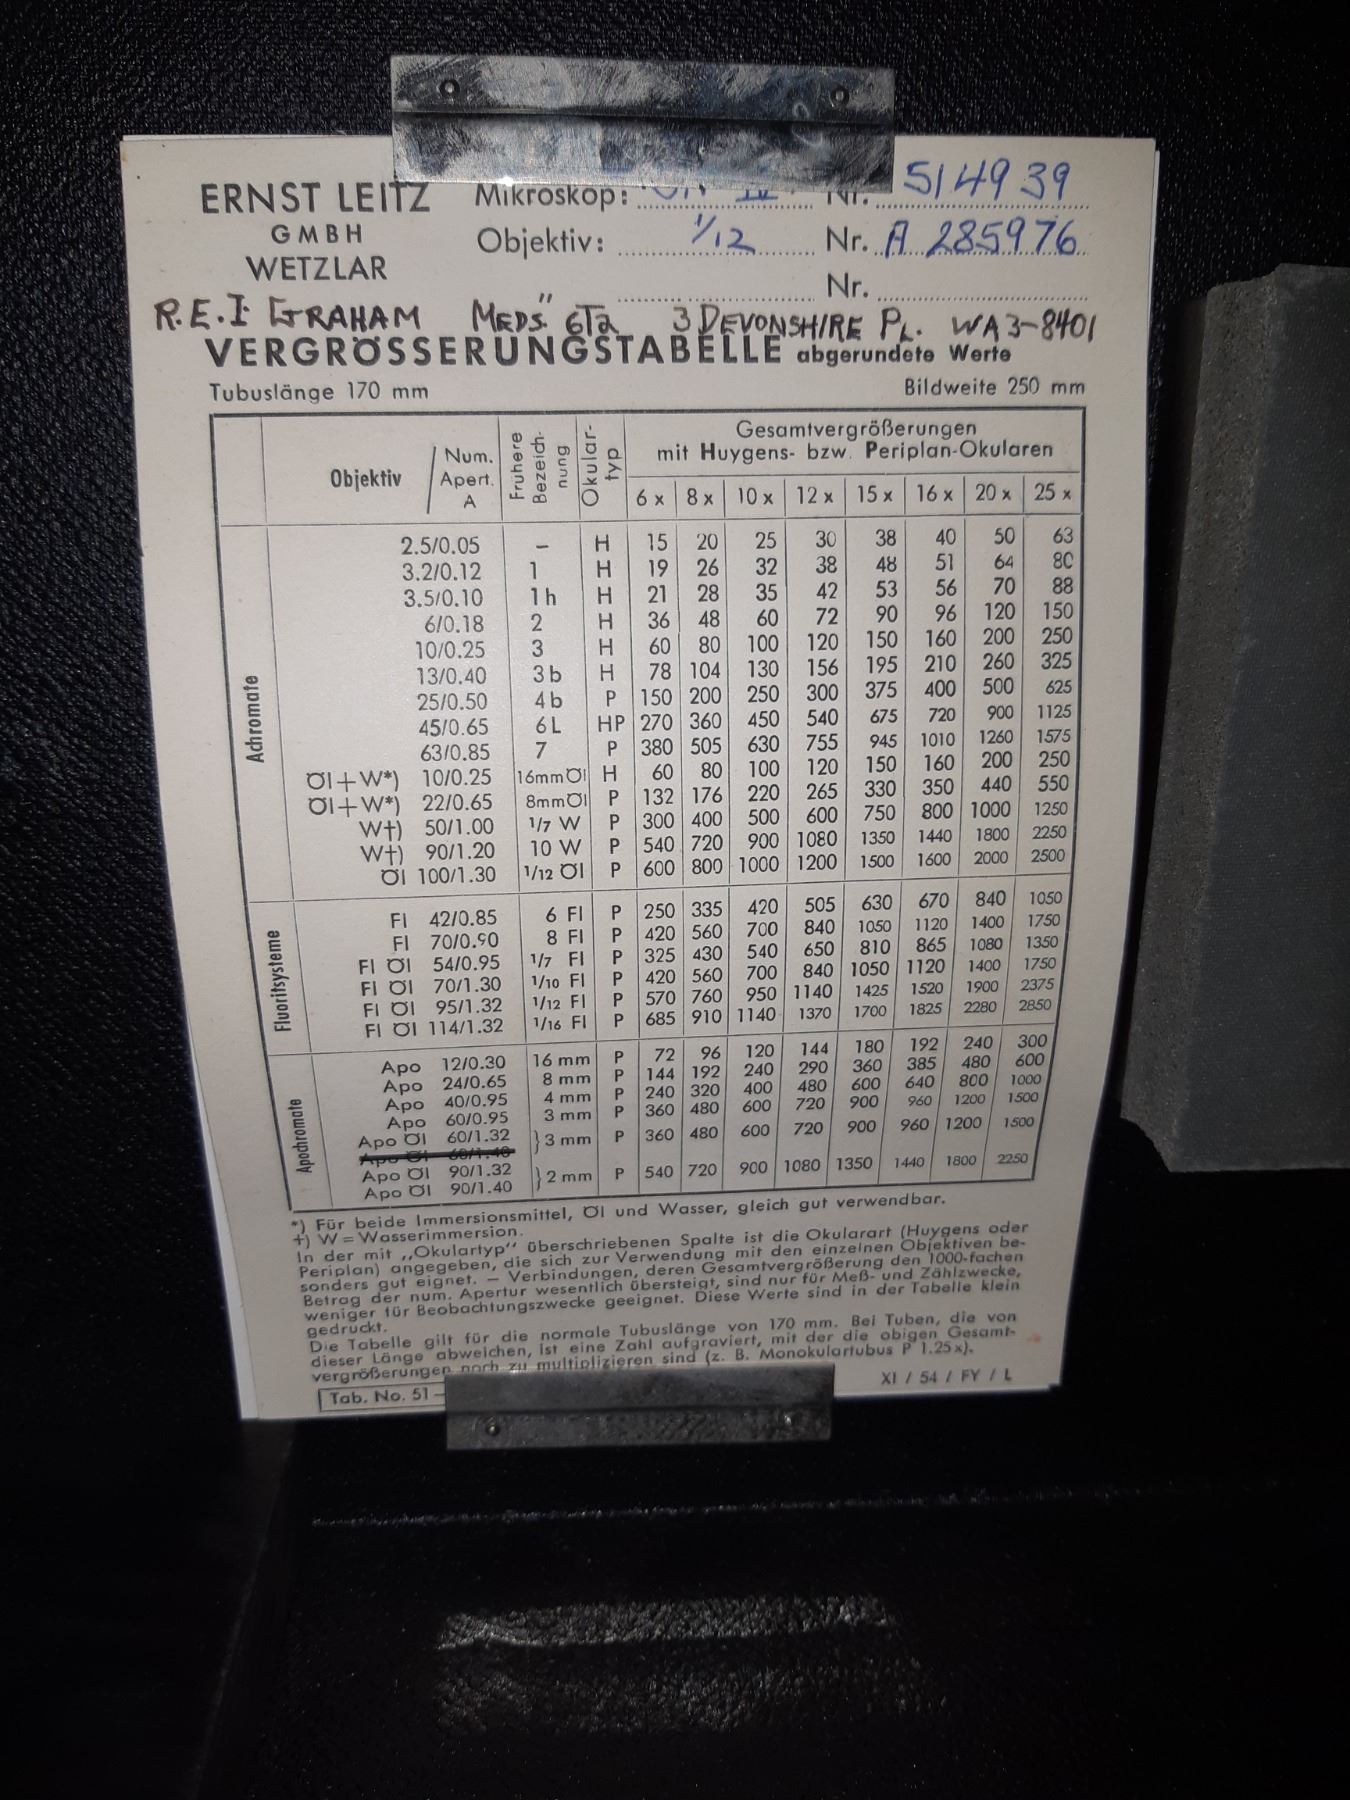 ERNST LEITZ Mikroskop: Nr. 514939
GMBH Objektiv: 1/12 Nr. A 285976
WETZLAR Nr.
R.E.I. GRAHAM MEDS" 6T2 3 DEVONSHIRE PL. WA3-8401
VERGRÖSSERUNGSTABELLE abgerundete Werte
Tubuslänge 170 mm Bildweite 250 mm
Objektiv / Num. Apert. A Frühere Bezeichnung Okular-typ Gesamtvergrößerungen
mit Huygens- bzw. Periplan-Okularen
6 x 8 x 10 x 12 x 15 x 16 x 20 x 25 x
Achromate
2.5/0.05 – H 15 20 25 30 38 40 50 63
3.2/0.12 1 H 19 26 32 38 48 51 64 80
3.5/0.10 1h H 21 28 35 42 53 56 70 88
6/0.18 2 H 36 48 60 72 90 96 120 150
10/0.25 3 H 60 80 100 120 150 160 200 250
13/0.40 3b H 78 104 130 156 195 210 260 325
25/0.50 4b P 150 200 250 300 375 400 500 625
45/0.65 6L HP 270 360 450 540 675 720 900 1125
63/0.85 7 P 380 505 630 755 945 1010 1260 1575
Öl+W*) 10/0.25 16mm Öl H 60 80 100 120 150 160 200 250
Öl+W*) 22/0.65 8mm Öl P 132 176 220 265 330 350 440 550
W†) 50/1.00 1/7 W P 300 400 500 600 750 800 1000 1250
W†) 90/1.20 10 W P 540 720 900 1080 1350 1440 1800 2250
Öl 100/1.30 1/12 Öl P 600 800 1000 1200 1500 1600 2000 2500
Fluoritsysteme
Fl 42/0.85 6 Fl P 250 335 420 505 630 670 840 1050
Fl 70/0.90 8 Fl P 420 560 700 840 1050 1120 1400 1750
Fl Öl 54/0.95 1/7 Fl P 325 430 540 650 810 865 1080 1350
Fl Öl 70/1.30 1/10 Fl P 420 560 700 840 1050 1120 1400 1750
Fl Öl 95/1.32 1/12 Fl P 570 760 950 1140 1425 1520 1900 2375
Fl Öl 114/1.32 1/16 Fl P 685 910 1140 1370 1700 1825 2280 2850
Apochromate
Apo 12/0.30 16 mm P 72 96 120 144 180 192 240 300
Apo 24/0.65 8 mm P 144 192 240 290 360 385 480 600
Apo 40/0.95 4 mm P 240 320 400 480 600 640 800 1000
Apo 60/0.95 3 mm P 360 480 600 720 900 960 1200 1500
Apo Öl 60/1.32 } 3 mm P 360 480 600 720 900 960 1200 1500
Apo Öl 60/1.40
Apo Öl 90/1.32 } 2 mm P 540 720 900 1080 1350 1440 1800 2250
Apo Öl 90/1.40
*) Für beide Immersionsmittel, Öl und Wasser, gleich gut verwendbar.
†) W = Wasserimmersion.
In der mit „Okulartyp" überschriebenen Spalte ist die Okularart (Huygens oder
Periplan) angegeben, die sich zur Verwendung mit den einzelnen Objektiven be-
sonders gut eignet. — Verbindungen, deren Gesamtvergrößerung den 1000-fachen
Betrag der num. Apertur wesentlich übersteigt, sind nur für Meß- und Zählzwecke,
weniger für Beobachtungszwecke geeignet. Diese Werte sind in der Tabelle klein
gedruckt.
Die Tabelle gilt für die normale Tubuslänge von 170 mm. Bei Tuben, die von
dieser Länge abweichen, ist eine Zahl aufgraviert, mit der die obigen Gesamt-
vergrößerungen noch zu multiplizieren sind (z. B. Monokulartubus P 1.25x).
Tab. No. 51 – XI / 54 / FY / L